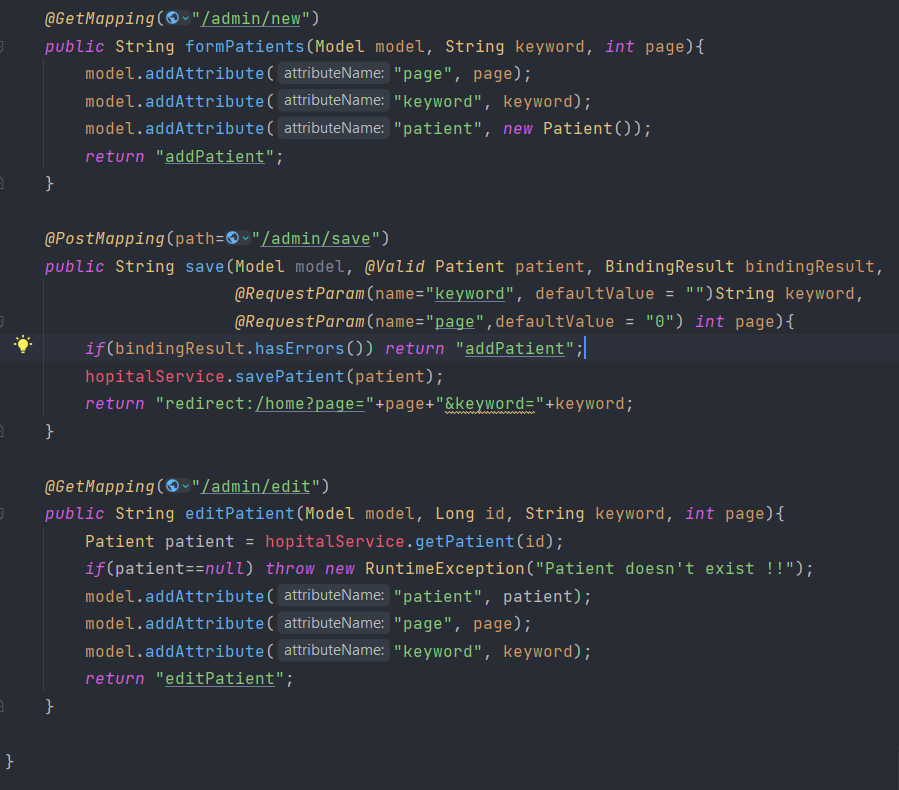 @GetMapping("/admin/new")
public String formPatients(Model model, String keyword, int page){
    model.addAttribute( attributeName: "page", page);
    model.addAttribute( attributeName: "keyword", keyword);
    model.addAttribute( attributeName: "patient", new Patient());
    return "addPatient";
}
@PostMapping(path="/admin/save")
public String save(Model model, @Valid Patient patient, BindingResult bindingResult,
                   @RequestParam(name="keyword", defaultValue = "")String keyword,
                   @RequestParam(name="page",defaultValue = "0") int page){
    if(bindingResult.hasErrors()) return "addPatient";
    hopitalService.savePatient(patient);
    return "redirect:/home?page="+page+"&keyword="+keyword;
}
@GetMapping("/admin/edit")
public String editPatient(Model model, Long id, String keyword, int page){
    Patient patient = hopitalService.getPatient(id);
    if(patient==null) throw new RuntimeException("Patient doesn't exist !!");
    model.addAttribute( attributeName: "patient", patient);
    model.addAttribute( attributeName: "page", page);
    model.addAttribute( attributeName: "keyword", keyword);
    return "editPatient";
}
}